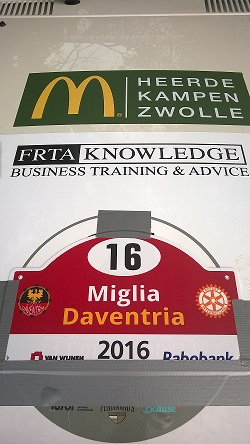 M
HEERDE
KAMPEN
ZWOLLE
FRTA KNOWLEDGE
BUSINESS TRAINING & ADVICE
16
Miglia
Daventria
2016
VAN WIJNEN
Rabobank